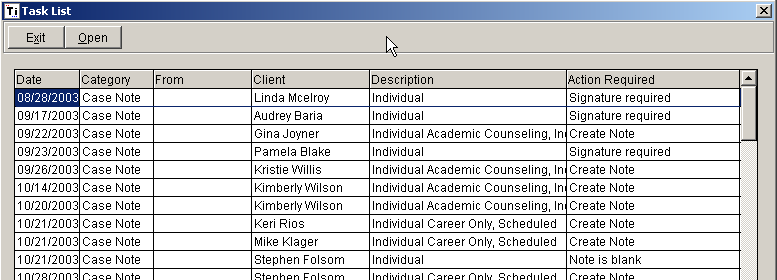 Ti Task List
Exit Open
Date Category From Client Description Action Required
08/28/2003 Case Note Linda Mcelroy Individual Signature required
09/17/2003 Case Note Audrey Baria Individual Signature required
09/22/2003 Case Note Gina Joyner Individual Academic Counseling, In Create Note
09/23/2003 Case Note Pamela Blake Individual Signature required
09/26/2003 Case Note Kristie Willis Individual Academic Counseling, In Create Note
10/14/2003 Case Note Kimberly Wilson Individual Academic Counseling, In Create Note
10/20/2003 Case Note Kimberly Wilson Individual Academic Counseling, In Create Note
10/21/2003 Case Note Keri Rios Individual Career Only, Scheduled Create Note
10/21/2003 Case Note Mike Klager Individual Career Only, Scheduled Create Note
10/21/2003 Case Note Stephen Folsom Individual Note is blank
10/28/2003 Case Note Stephen Folsom Individual Career Only, Scheduled Create Note